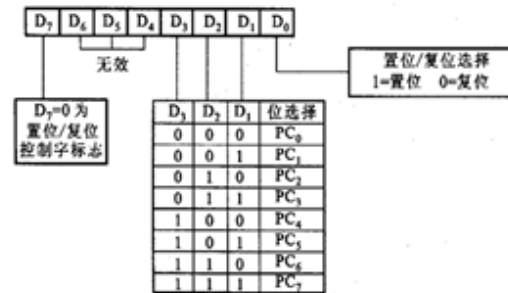 D₇ D₆ D₅ D₄ D₃ D₂ D₁ D₀
无效
置位/复位选择
1=置位 0=复位
D₇=0为
置位/复位
控制字标志
D₃ D₂ D₁ 位选择
0 0 0 PC₀
0 0 1 PC₁
0 1 0 PC₂
0 1 1 PC₃
1 0 0 PC₄
1 0 1 PC₅
1 1 0 PC₆
1 1 1 PC₇